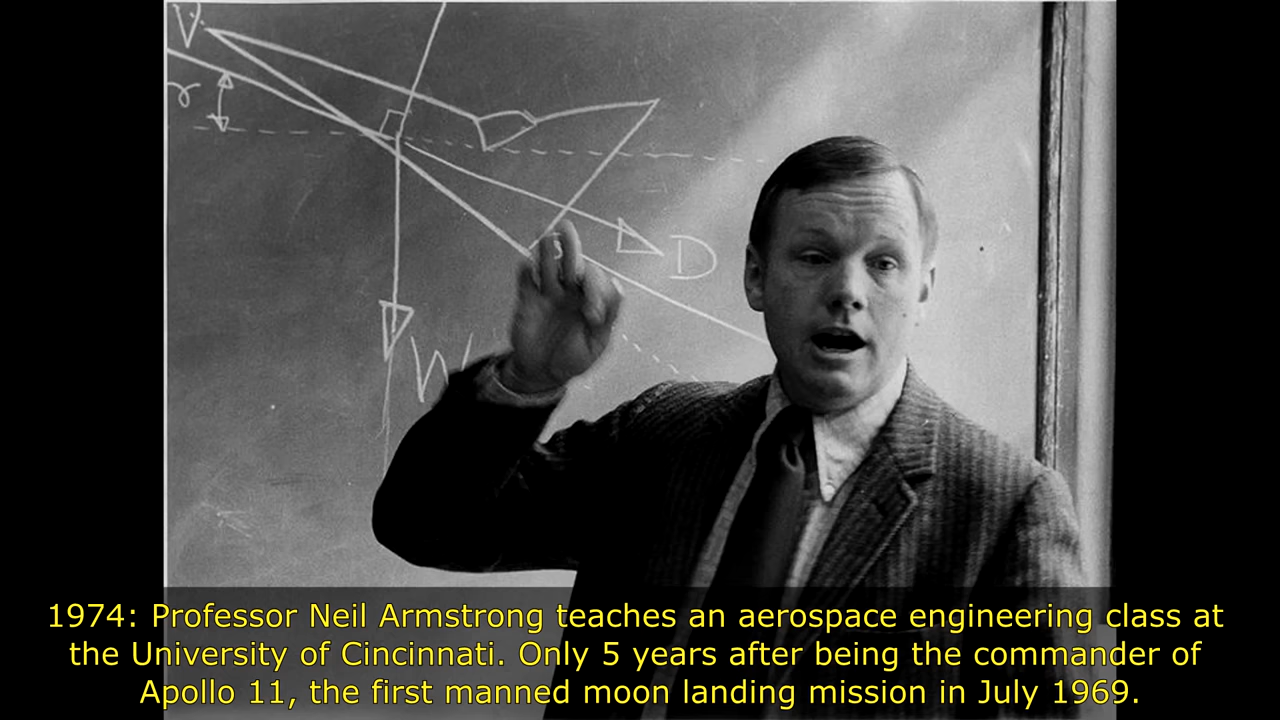 V
γ
D
W
1974: Professor Neil Armstrong teaches an aerospace engineering class at
the University of Cincinnati. Only 5 years after being the commander of
Apollo 11, the first manned moon landing mission in July 1969.